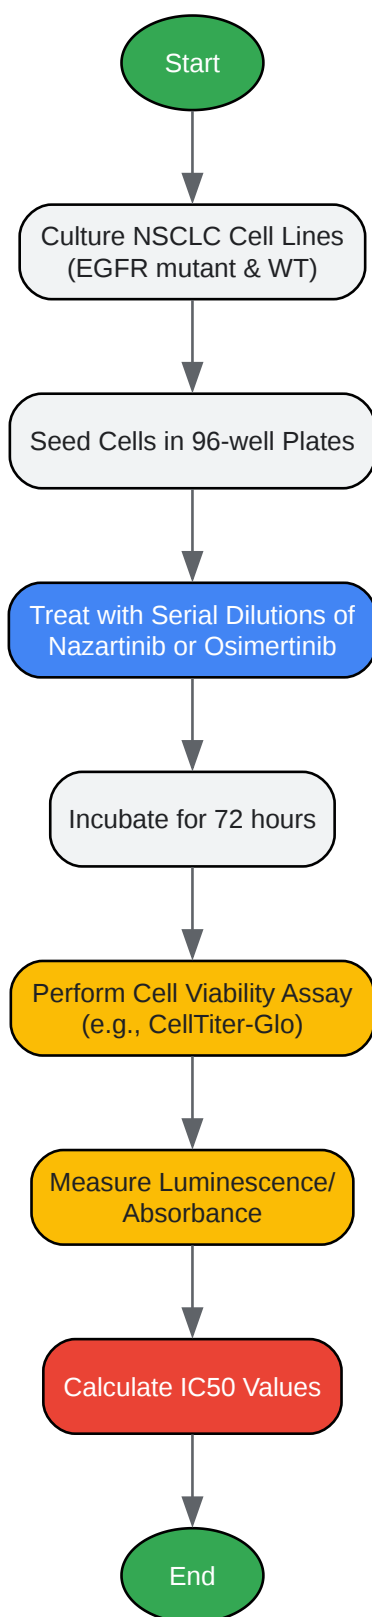 Start
Culture NSCLC Cell Lines
(EGFR mutant & WT)
Seed Cells in 96-well Plates
Treat with Serial Dilutions of
Nazartinib or Osimertinib
Incubate for 72 hours
Perform Cell Viability Assay
(e.g., CellTiter-Glo)
Measure Luminescence/
Absorbance
Calculate IC50 Values
End